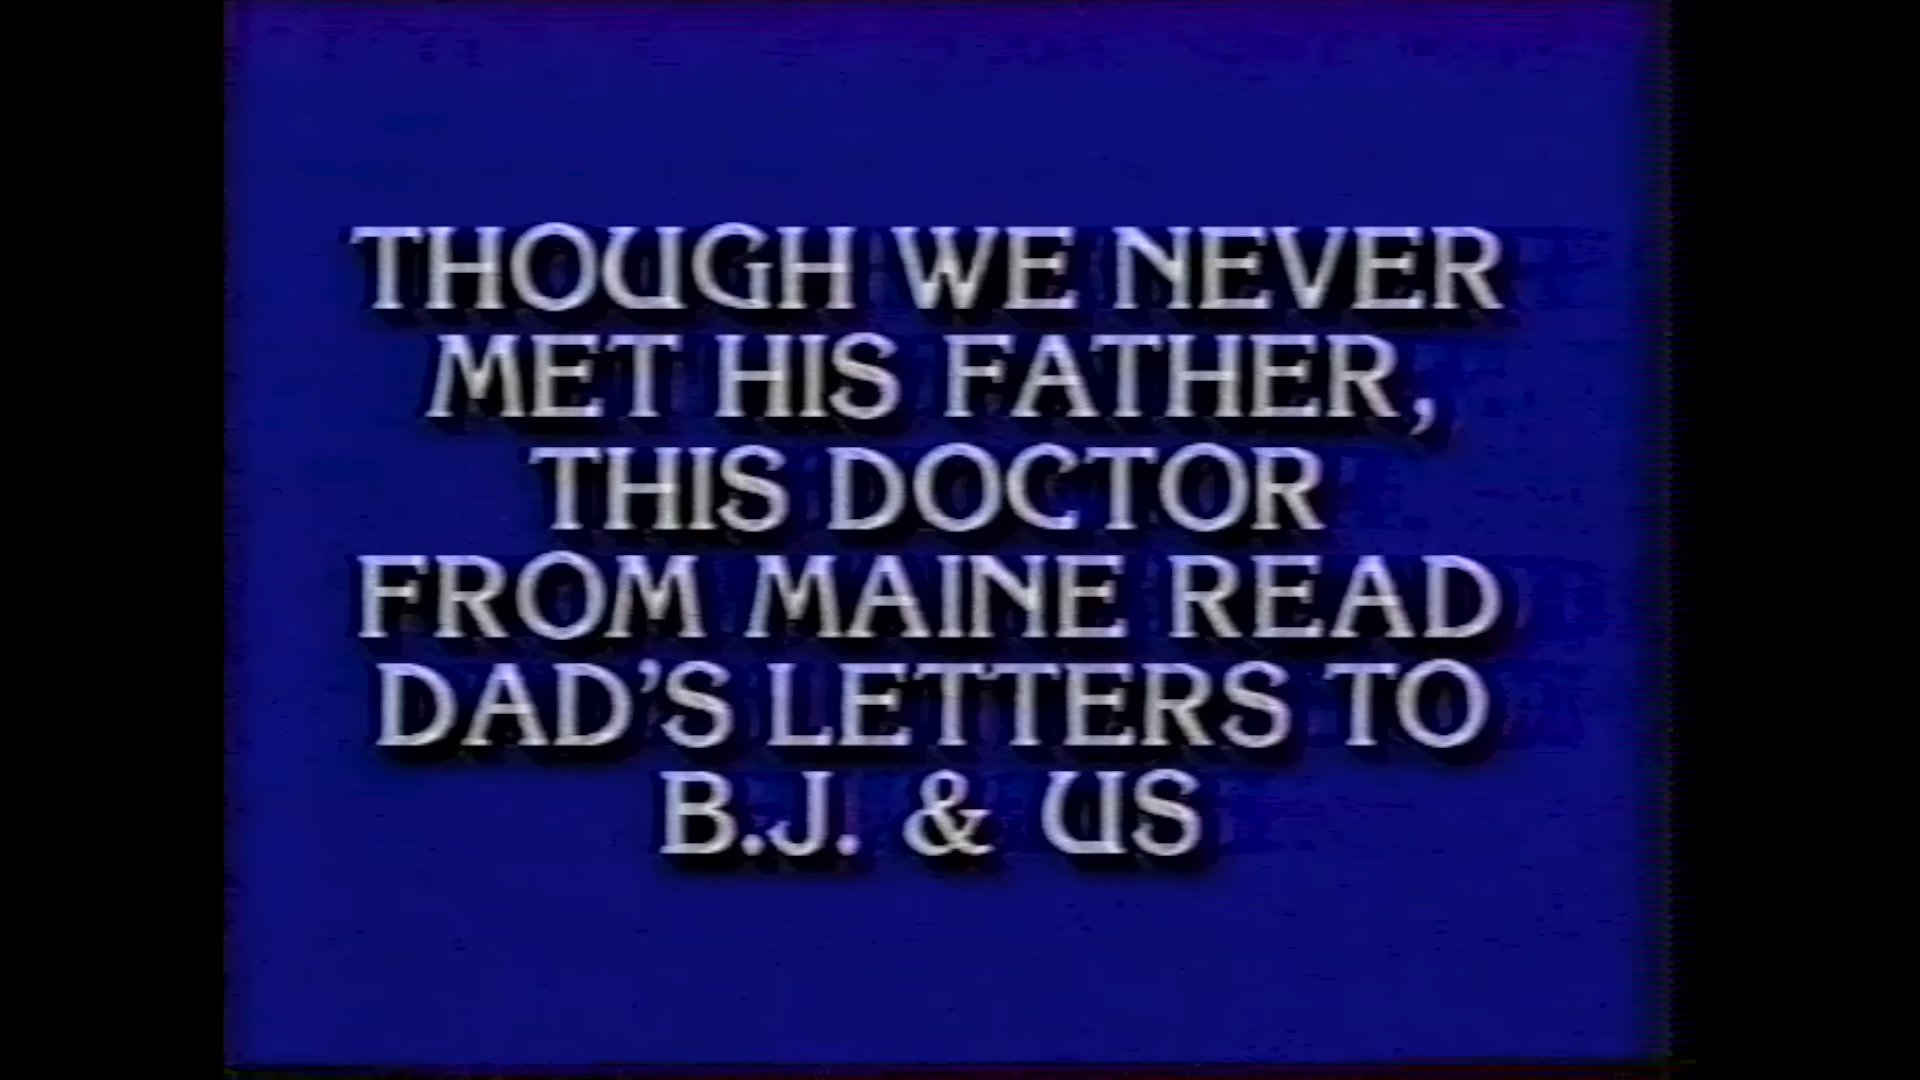 THOUGH WE NEVER
MET HIS FATHER,
THIS DOCTOR
FROM MAINE READ
DAD'S LETTERS TO
B.J. & US